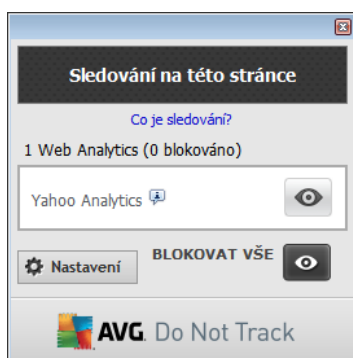 Sledování na této stránce
Co je sledování?
1 Web Analytics (0 blokováno)
Yahoo Analytics
BLOKOVAT VŠE
Nastavení
AVG. Do Not Track